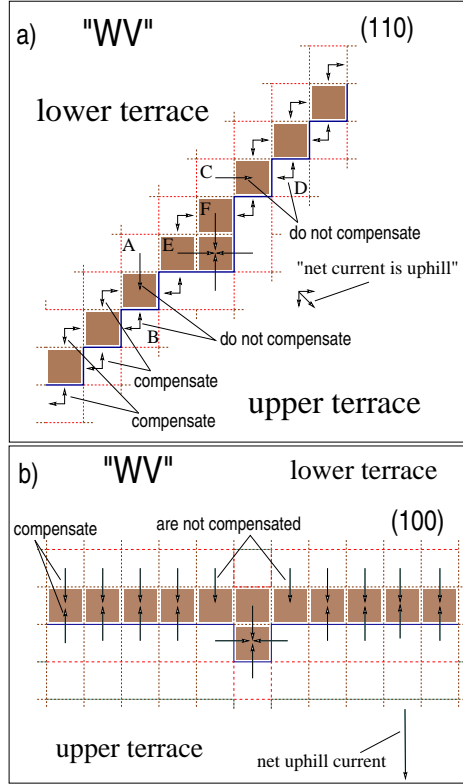 a) "WV" (110)
lower terrace
C
D
F
do not compensate
A
E
"net current is uphill"
B
do not compensate
compensate
upper terrace
compensate
b) "WV" lower terrace
compensate are not compensated (100)
upper terrace net uphill current